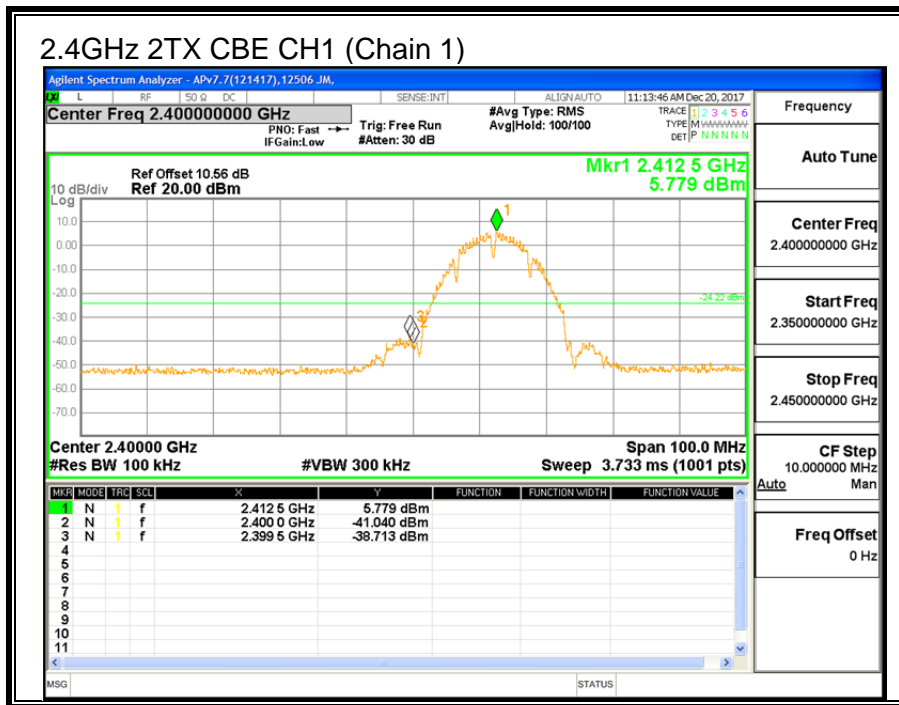 2.4GHz 2TX CBE CH1 (Chain 1)
Agilent Spectrum Analyzer - APv7.7(121417),12506 JM,
L RF 50 Ω DC SENSE:INT ALIGN AUTO 11:13:46 AM Dec 20, 2017
Center Freq 2.400000000 GHz
PNO: Fast
IFGain:Low
Trig: Free Run
#Atten: 30 dB
#Avg Type: RMS
Avg|Hold: 100/100
TRACE 1 2 3 4 5 6
TYPE M
DET P N N N N N
Mkr1 2.412 5 GHz
5.779 dBm
Ref Offset 10.56 dB
10 dB/div Ref 20.00 dBm
Log
10.0
0.00
-10.0
-20.0
-30.0
-40.0
-50.0
-60.0
-70.0
1
3
2
-24.22 dBm
Center 2.40000 GHz Span 100.0 MHz
#Res BW 100 kHz #VBW 300 kHz Sweep 3.733 ms (1001 pts)
MKR MODE TRC SCL X Y FUNCTION FUNCTION WIDTH FUNCTION VALUE
1 N 1 f 2.412 5 GHz 5.779 dBm
2 N 1 f 2.400 0 GHz -41.040 dBm
3 N 1 f 2.399 5 GHz -38.713 dBm
4
5
6
7
8
9
10
11
MSG STATUS
Frequency
Auto Tune
Center Freq
2.400000000 GHz
Start Freq
2.350000000 GHz
Stop Freq
2.450000000 GHz
CF Step
10.000000 MHz
Auto Man
Freq Offset
0 Hz